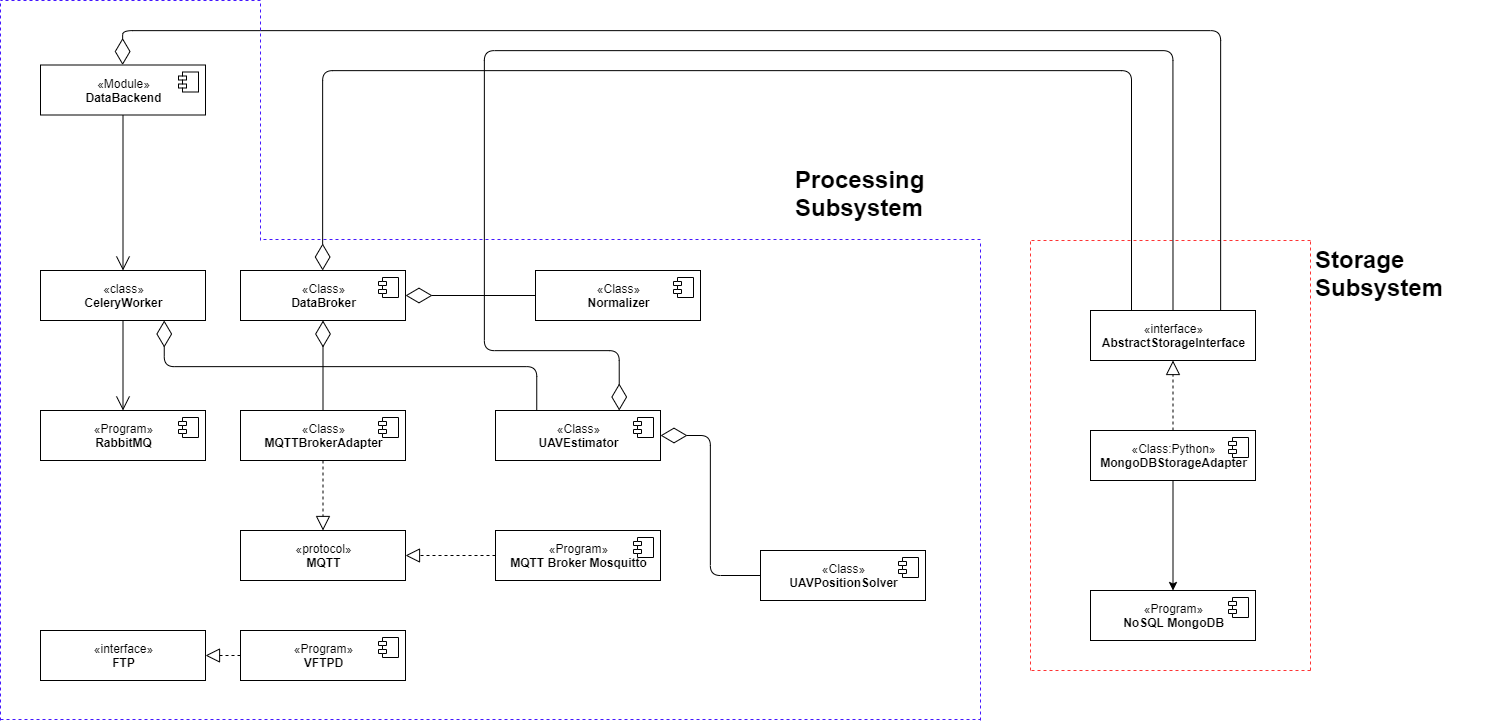 «Module»
DataBackend
Processing
Subsystem
Storage
Subsystem
«class»
CeleryWorker
«Class»
DataBroker
«Class»
Normalizer
«interface»
AbstractStorageInterface
«Program»
RabbitMQ
«Class»
MQTTBrokerAdapter
«Class»
UAVEstimator
«Class:Python»
MongoDBStorageAdapter
«protocol»
MQTT
«Program»
MQTT Broker Mosquitto
«Class»
UAVPositionSolver
«Program»
NoSQL MongoDB
«interface»
FTP
«Program»
VFTPD